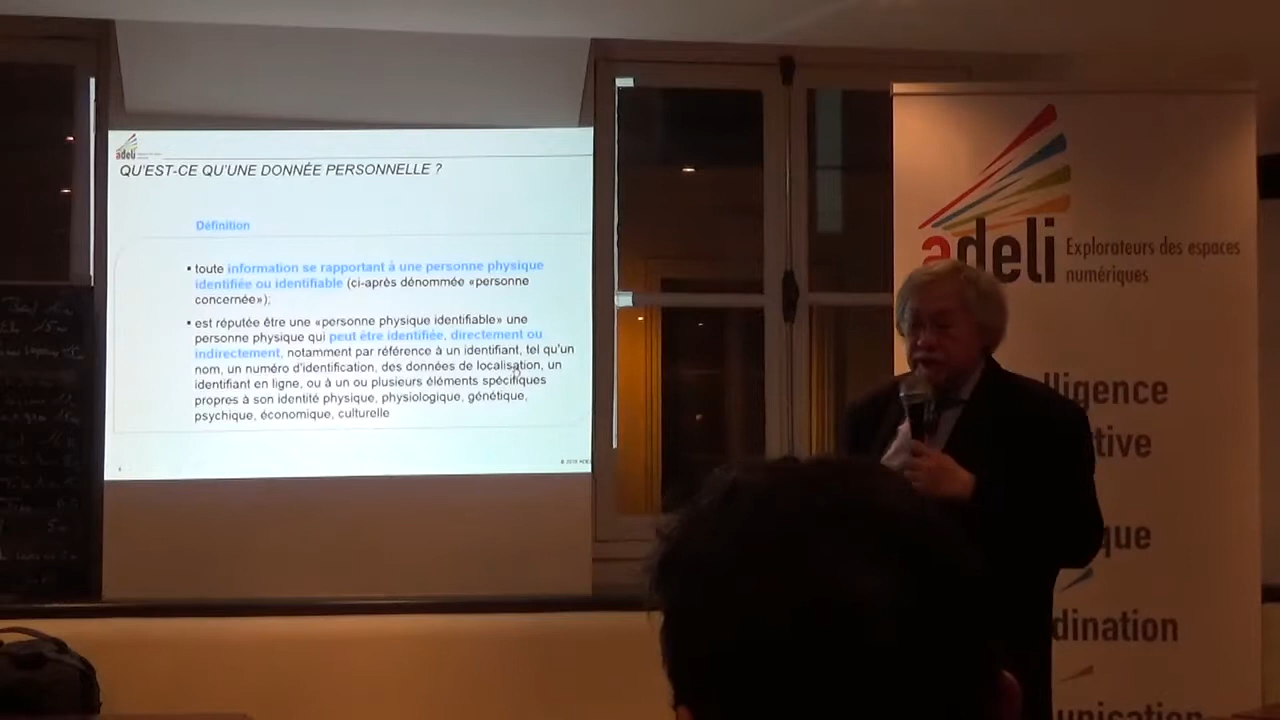 adeli
QU'EST-CE QU'UNE DONNÉE PERSONNELLE ?
Définition
▪ toute information se rapportant à une personne physique
identifiée ou identifiable (ci-après dénommée «personne
concernée»);
▪ est réputée être une «personne physique identifiable» une
personne physique qui peut être identifiée, directement ou
indirectement, notamment par référence à un identifiant, tel qu'un
nom, un numéro d'identification, des données de localisation, un
identifiant en ligne, ou à un ou plusieurs éléments spécifiques
propres à son identité physique, physiologique, génétique,
psychique, économique, culturelle
adeli
Explorateurs des espaces
numériques
lligence
tive
que
dination
unication